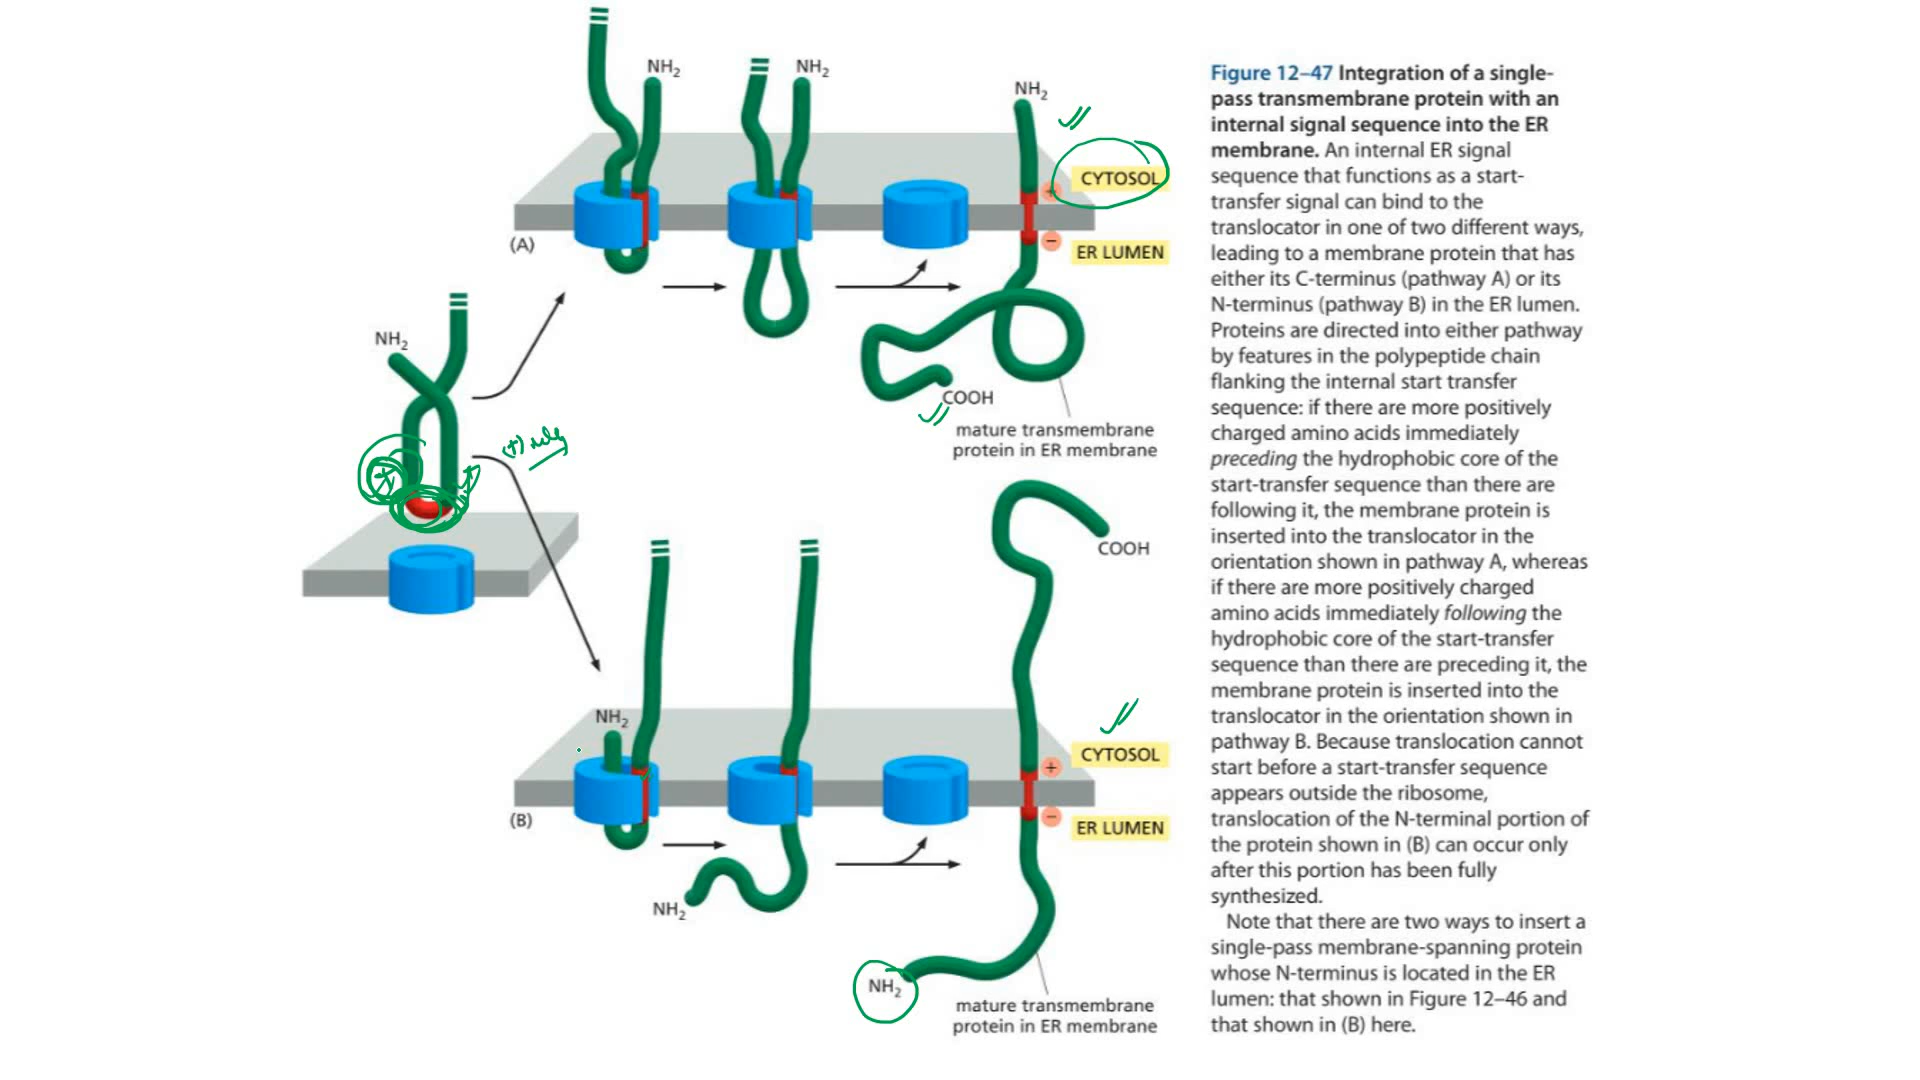 NH2
NH2
NH2
CYTOSOL
(A)
ER LUMEN
NH2
COOH
mature transmembrane
protein in ER membrane
(+)
COOH
NH2
CYTOSOL
(B)
ER LUMEN
NH2
NH2
mature transmembrane
protein in ER membrane
+
−
+
−
+
Figure 12–47 Integration of a single-
pass transmembrane protein with an
internal signal sequence into the ER
membrane. An internal ER signal
sequence that functions as a start-
transfer signal can bind to the
translocator in one of two different ways,
leading to a membrane protein that has
either its C-terminus (pathway A) or its
N-terminus (pathway B) in the ER lumen.
Proteins are directed into either pathway
by features in the polypeptide chain
flanking the internal start transfer
sequence: if there are more positively
charged amino acids immediately
preceding the hydrophobic core of the
start-transfer sequence than there are
following it, the membrane protein is
inserted into the translocator in the
orientation shown in pathway A, whereas
if there are more positively charged
amino acids immediately following the
hydrophobic core of the start-transfer
sequence than there are preceding it, the
membrane protein is inserted into the
translocator in the orientation shown in
pathway B. Because translocation cannot
start before a start-transfer sequence
appears outside the ribosome,
translocation of the N-terminal portion of
the protein shown in (B) can occur only
after this portion has been fully
synthesized.
Note that there are two ways to insert a
single-pass membrane-spanning protein
whose N-terminus is located in the ER
lumen: that shown in Figure 12–46 and
that shown in (B) here.